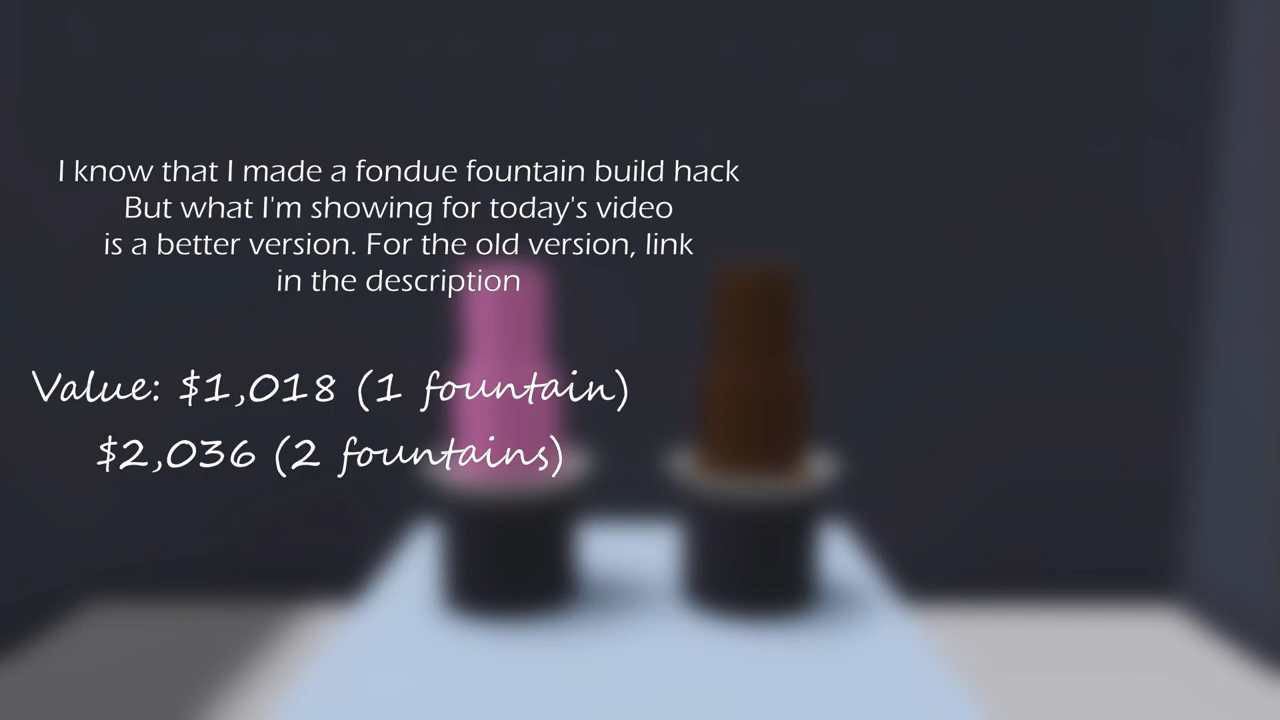 I know that I made a fondue fountain build hack
But what I'm showing for today's video
is a better version. For the old version, link
in the description
Value: $1,018 (1 fountain)
$2,036 (2 fountains)